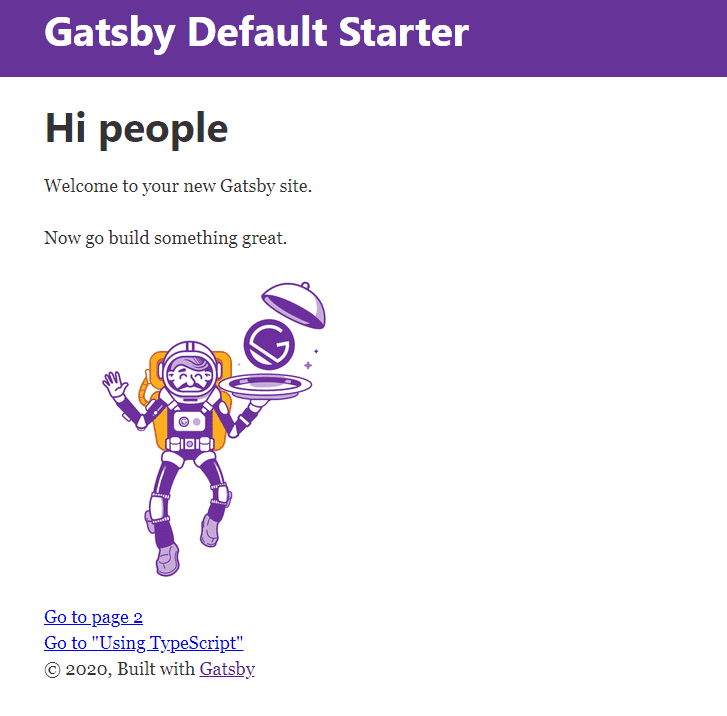 Gatsby Default Starter
Hi people
Welcome to your new Gatsby site.
Now go build something great.
Go to page 2
Go to "Using TypeScript"
© 2020, Built with Gatsby